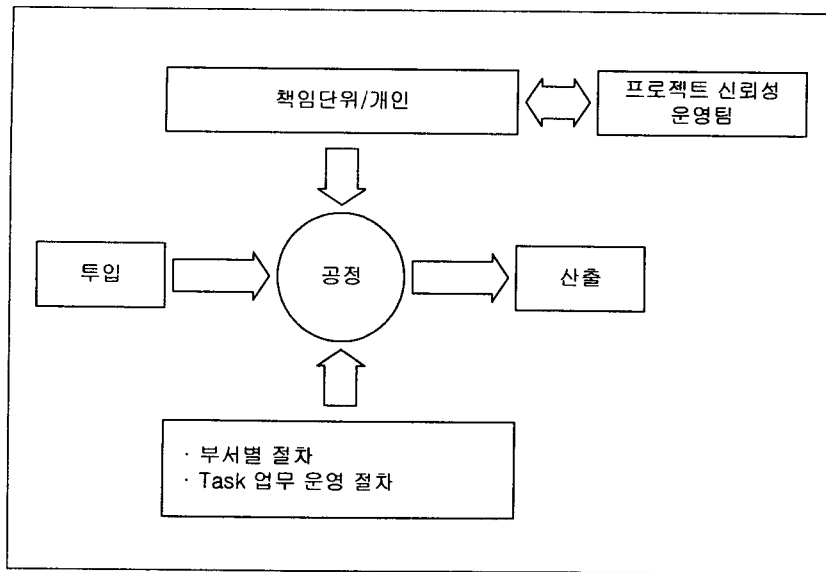 책임단위/개인
프로젝트 신뢰성
운영팀
투입
공정
산출
· 부서별 절차
· Task 업무 운영 절차